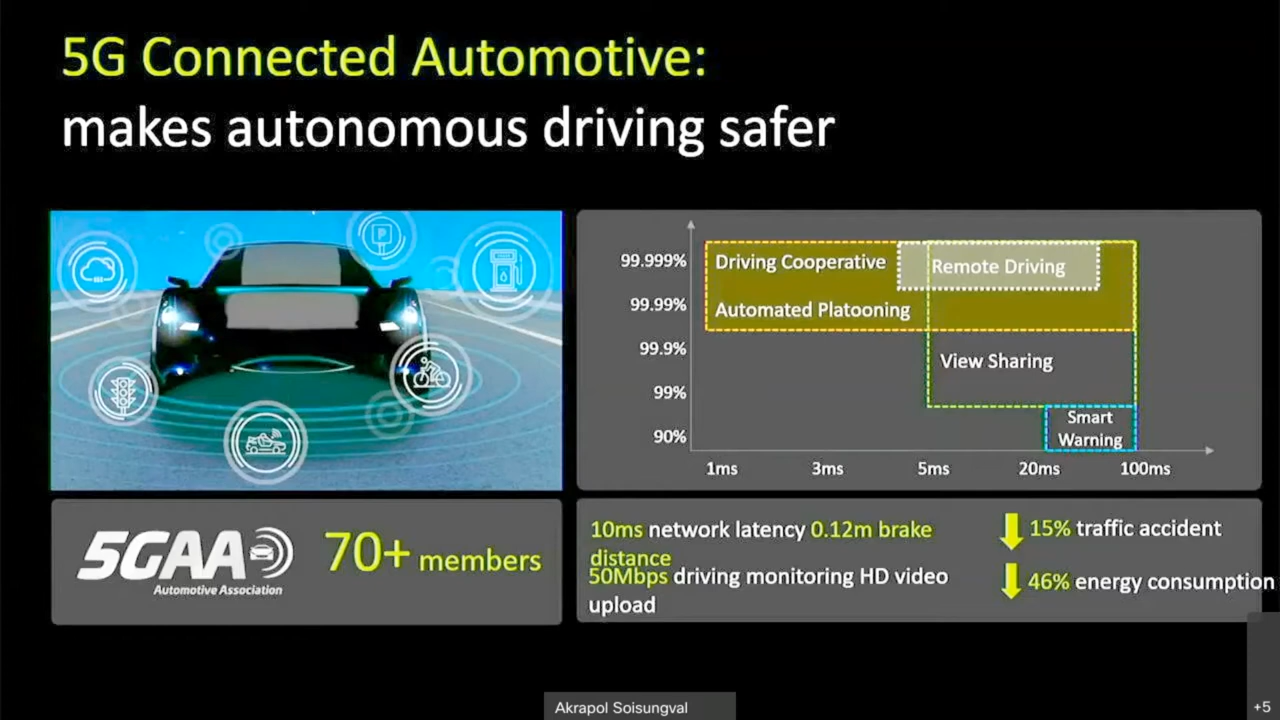 5G Connected Automotive:
makes autonomous driving safer
P
99.999%
99.99%
99.9%
99%
90%
Driving Cooperative
Remote Driving
Automated Platooning
View Sharing
Smart
Warning
1ms 3ms 5ms 20ms 100ms
5GAA
Automotive Association
70+ members
10ms network latency 0.12m brake
distance
50Mbps driving monitoring HD video
upload
15% traffic accident
46% energy consumption
Akrapol Soisungval
+5